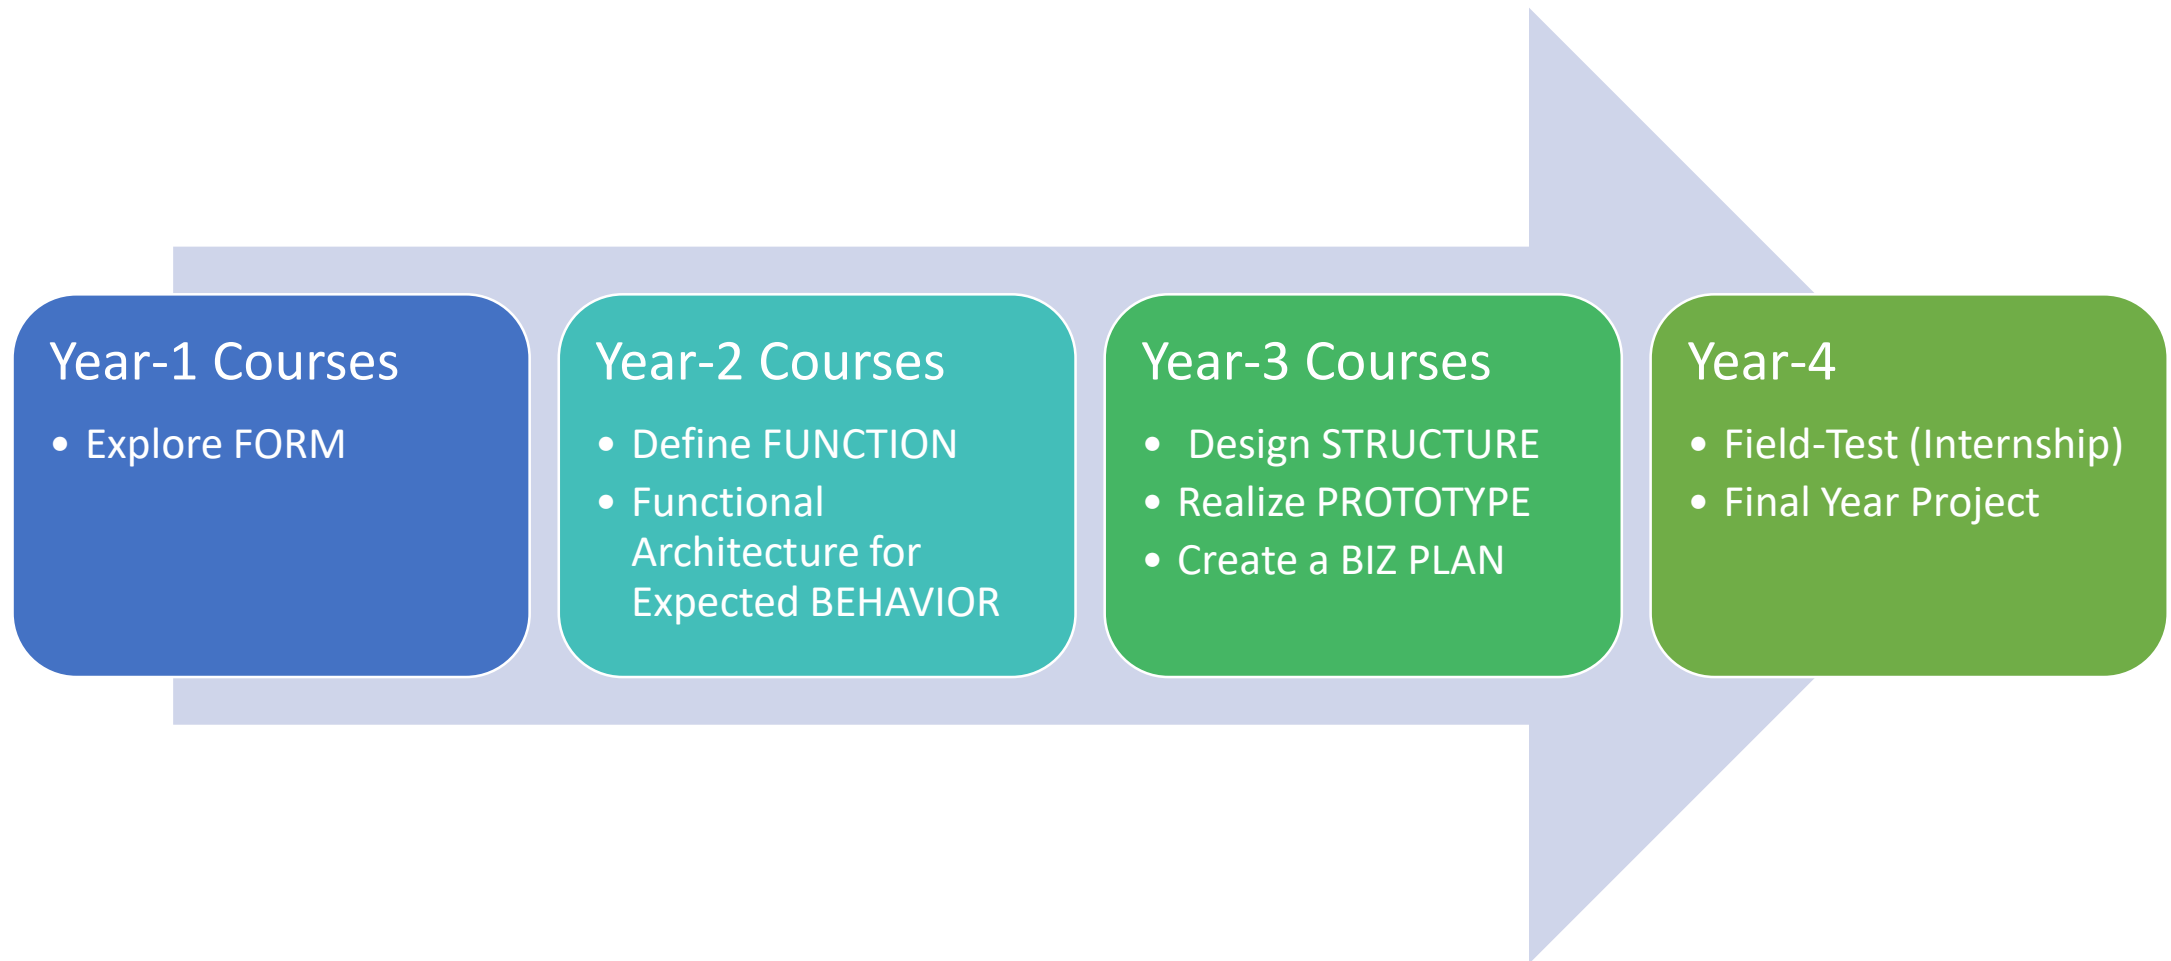 Year-1 Courses
• Explore FORM
Year-2 Courses
• Define FUNCTION
• Functional
Architecture for
Expected BEHAVIOR
Year-3 Courses
• Design STRUCTURE
• Realize PROTOTYPE
• Create a BIZ PLAN
Year-4
• Field-Test (Internship)
• Final Year Project